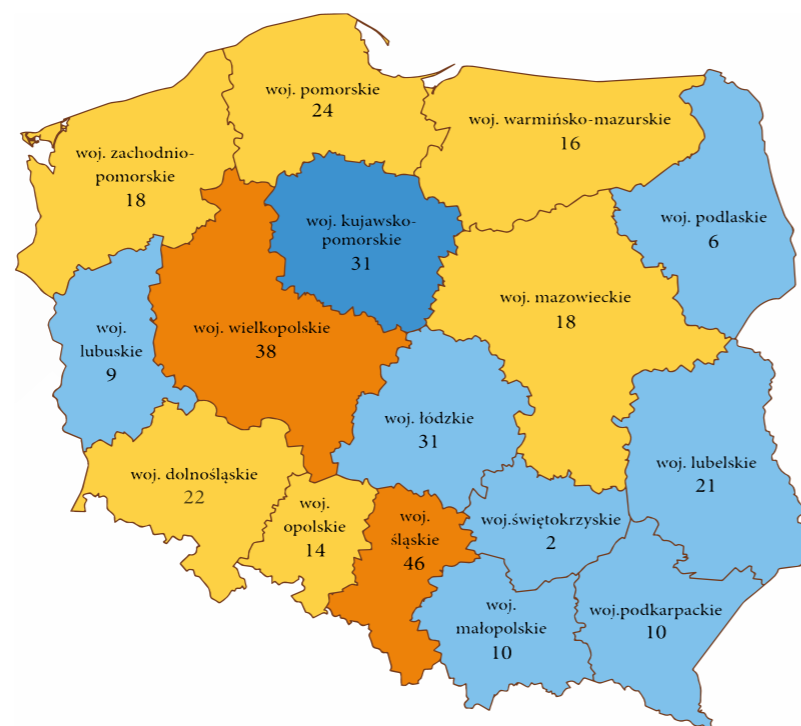 woj. pomorskie
24
woj. warmińsko-mazurskie
16
woj. zachodnio-
pomorskie
18
woj. podlaskie
6
woj. kujawsko-
pomorskie
31
woj. mazowieckie
18
woj.
lubuskie
9
woj. wielkopolskie
38
woj. łódzkie
31
woj. lubelskie
21
woj. dolnośląskie
22
woj.
opolskie
14
woj.
śląskie
46
woj.świętokrzyskie
2
woj.
małopolskie
10
woj.podkarpackie
10